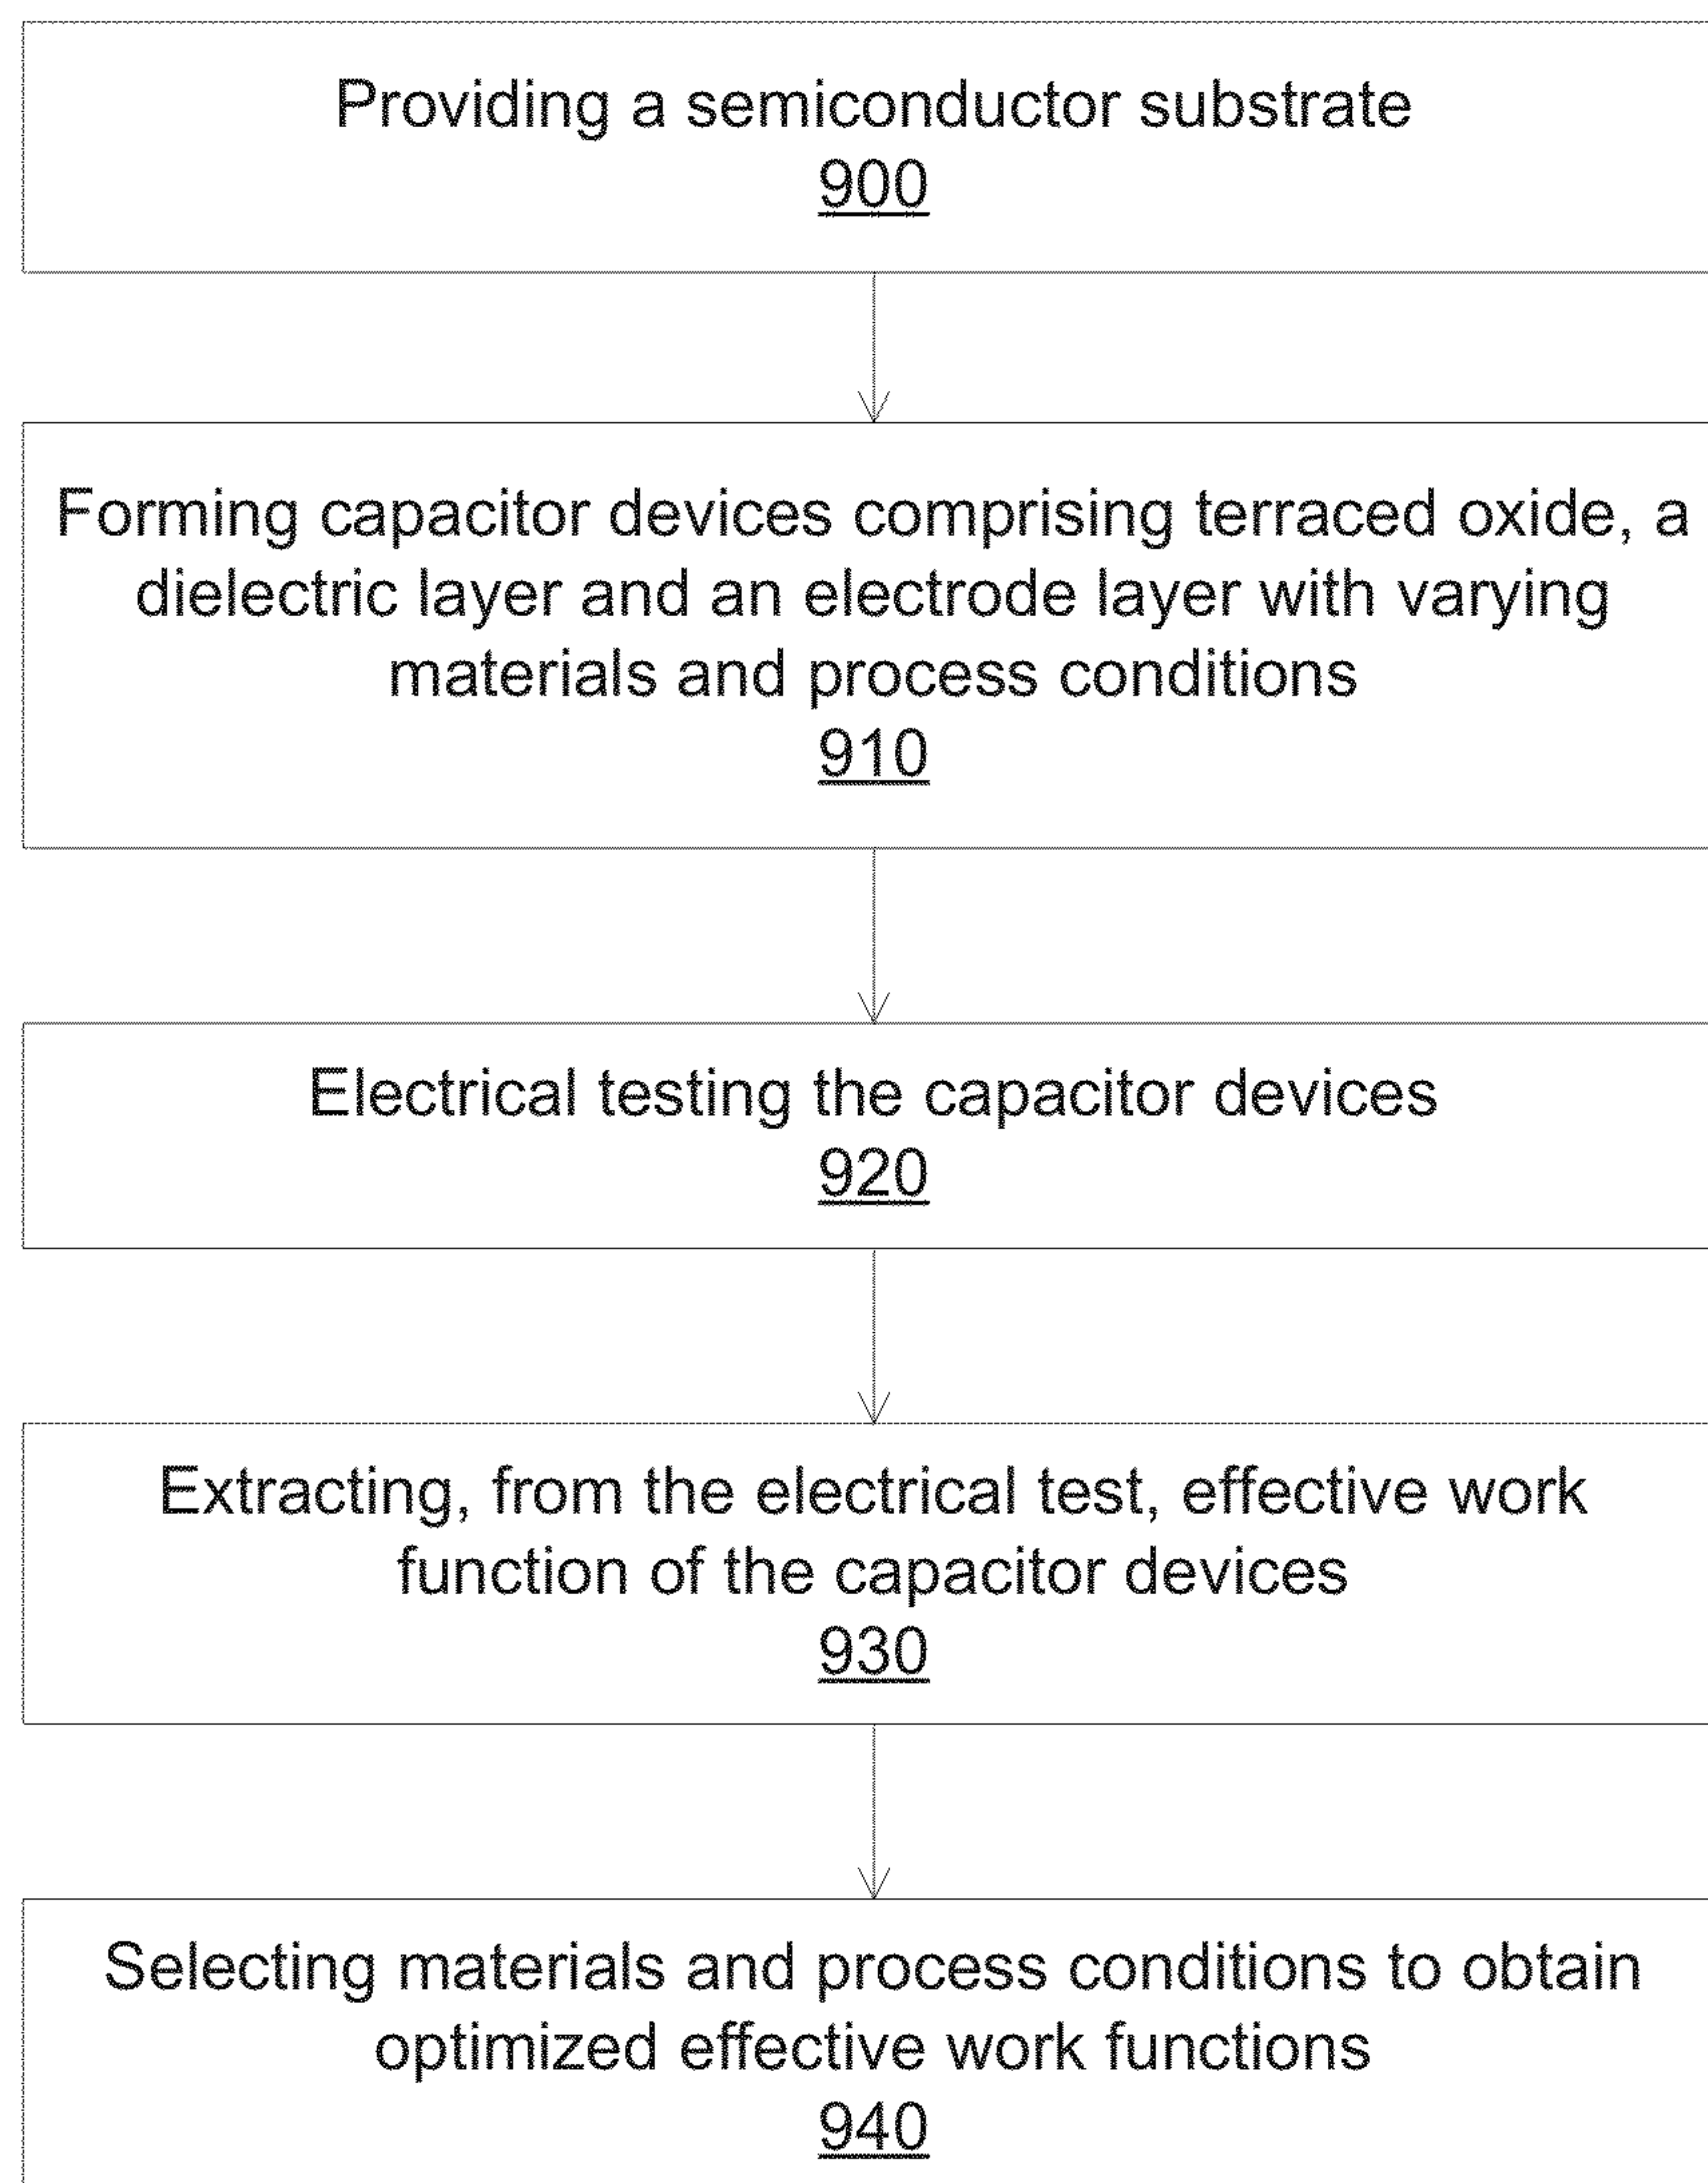 Providing a semiconductor substrate
900
Forming capacitor devices comprising terraced oxide, a
dielectric layer and an electrode layer with varying
materials and process conditions
910
Electrical testing the capacitor devices
920
Extracting, from the electrical test, effective work
function of the capacitor devices
930
Selecting materials and process conditions to obtain
optimized effective work functions
940